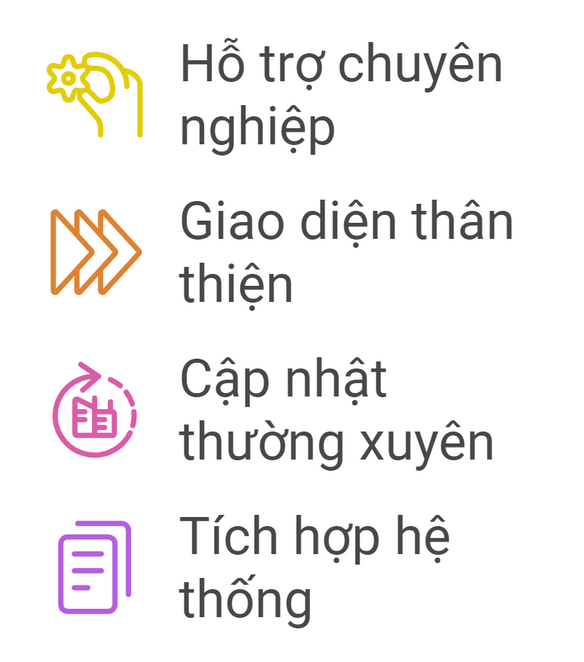 Hỗ trợ chuyên
nghiệp
Giao diện thân
thiện
Cập nhật
thường xuyên
Tích hợp hệ
thống